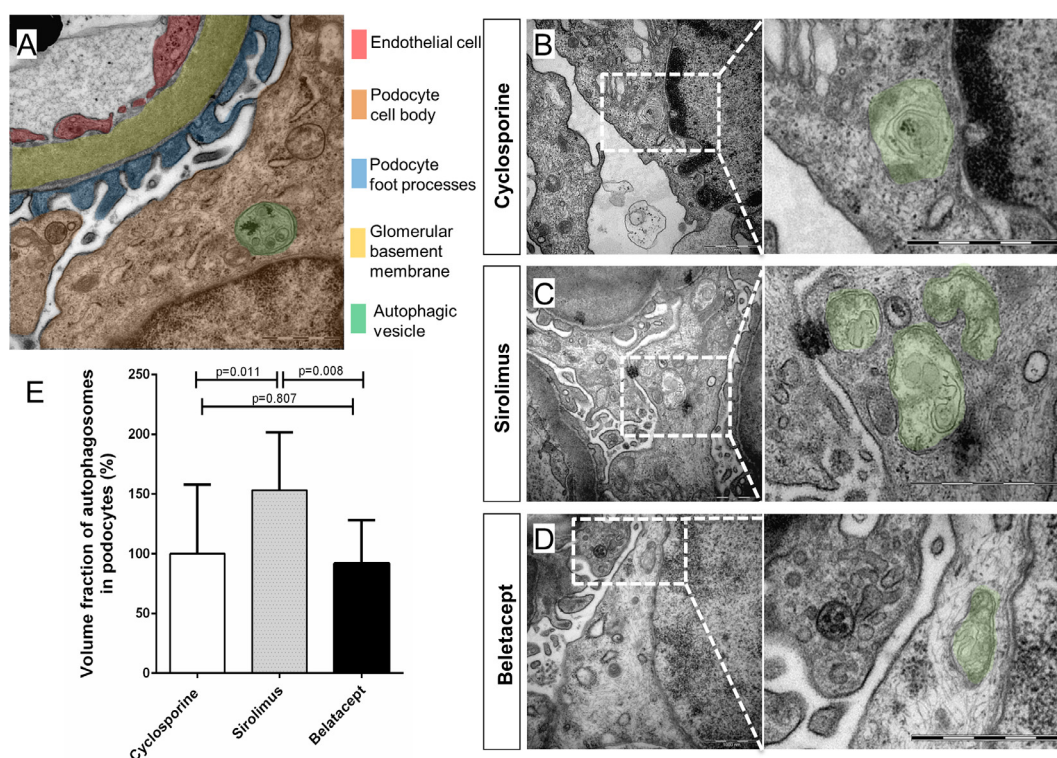 A
Endothelial cell
Podocyte
cell body
Podocyte
foot processes
Glomerular
basement
membrane
Autophagic
vesicle
Cyclosporine
B
Sirolimus
C
Beletacept
D
E
Volume fraction of autophagosomes
in podocytes (%)
250
200
150
100
50
0
p=0.011
p=0.008
p=0.807
Cyclosporine
Sirolimus
Belatacept